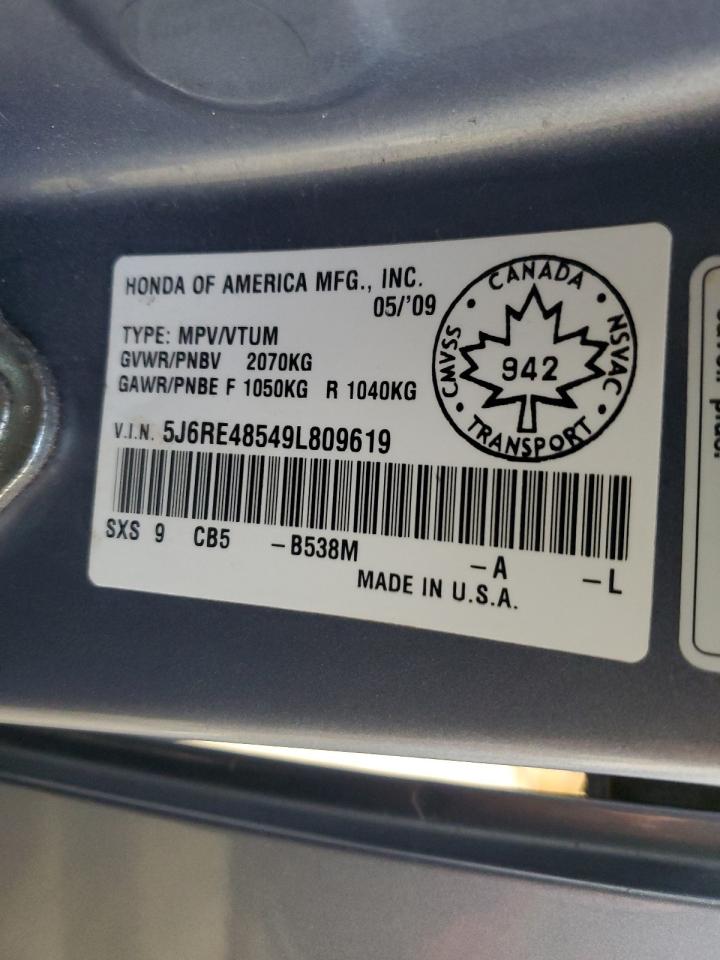 HONDA OF AMERICA MFG., INC.
05/'09
TYPE: MPV/VTUM
GVWR/PNBV 2070KG
GAWR/PNBE F 1050KG R 1040KG
V.I.N. 5J6RE48549L809619
SXS 9 CB5 -B538M -A -L
MADE IN U.S.A.
CANADA
CMVSS
NSVAC
942
TRANSPORT